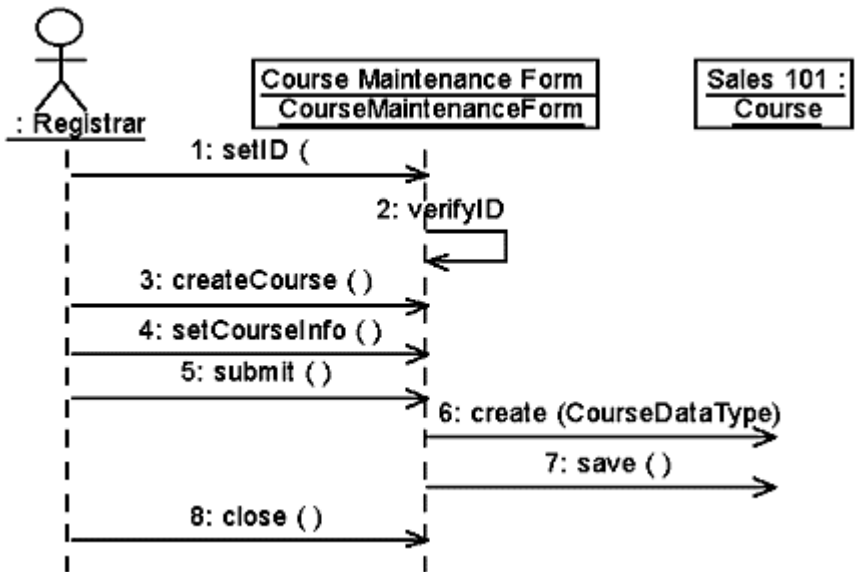 : Registrar
Course Maintenance Form
CourseMaintenanceForm
Sales 101 :
Course
1: setID (
2: verifyID
3: createCourse ( )
4: setCourseInfo ( )
5: submit ( )
6: create (CourseDataType)
7: save ( )
8: close ( )